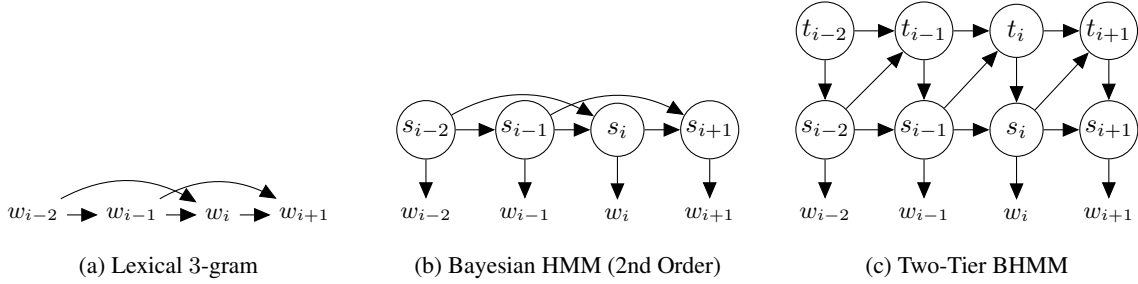 t_{i−2} t_{i−1} t_i t_{i+1}
s_{i−2} s_{i−1} s_i s_{i+1} s_{i−2} s_{i−1} s_i s_{i+1}
w_{i−2} w_{i−1} w_i w_{i+1} w_{i−2} w_{i−1} w_i w_{i+1} w_{i−2} w_{i−1} w_i w_{i+1}
(a) Lexical 3-gram (b) Bayesian HMM (2nd Order) (c) Two-Tier BHMM